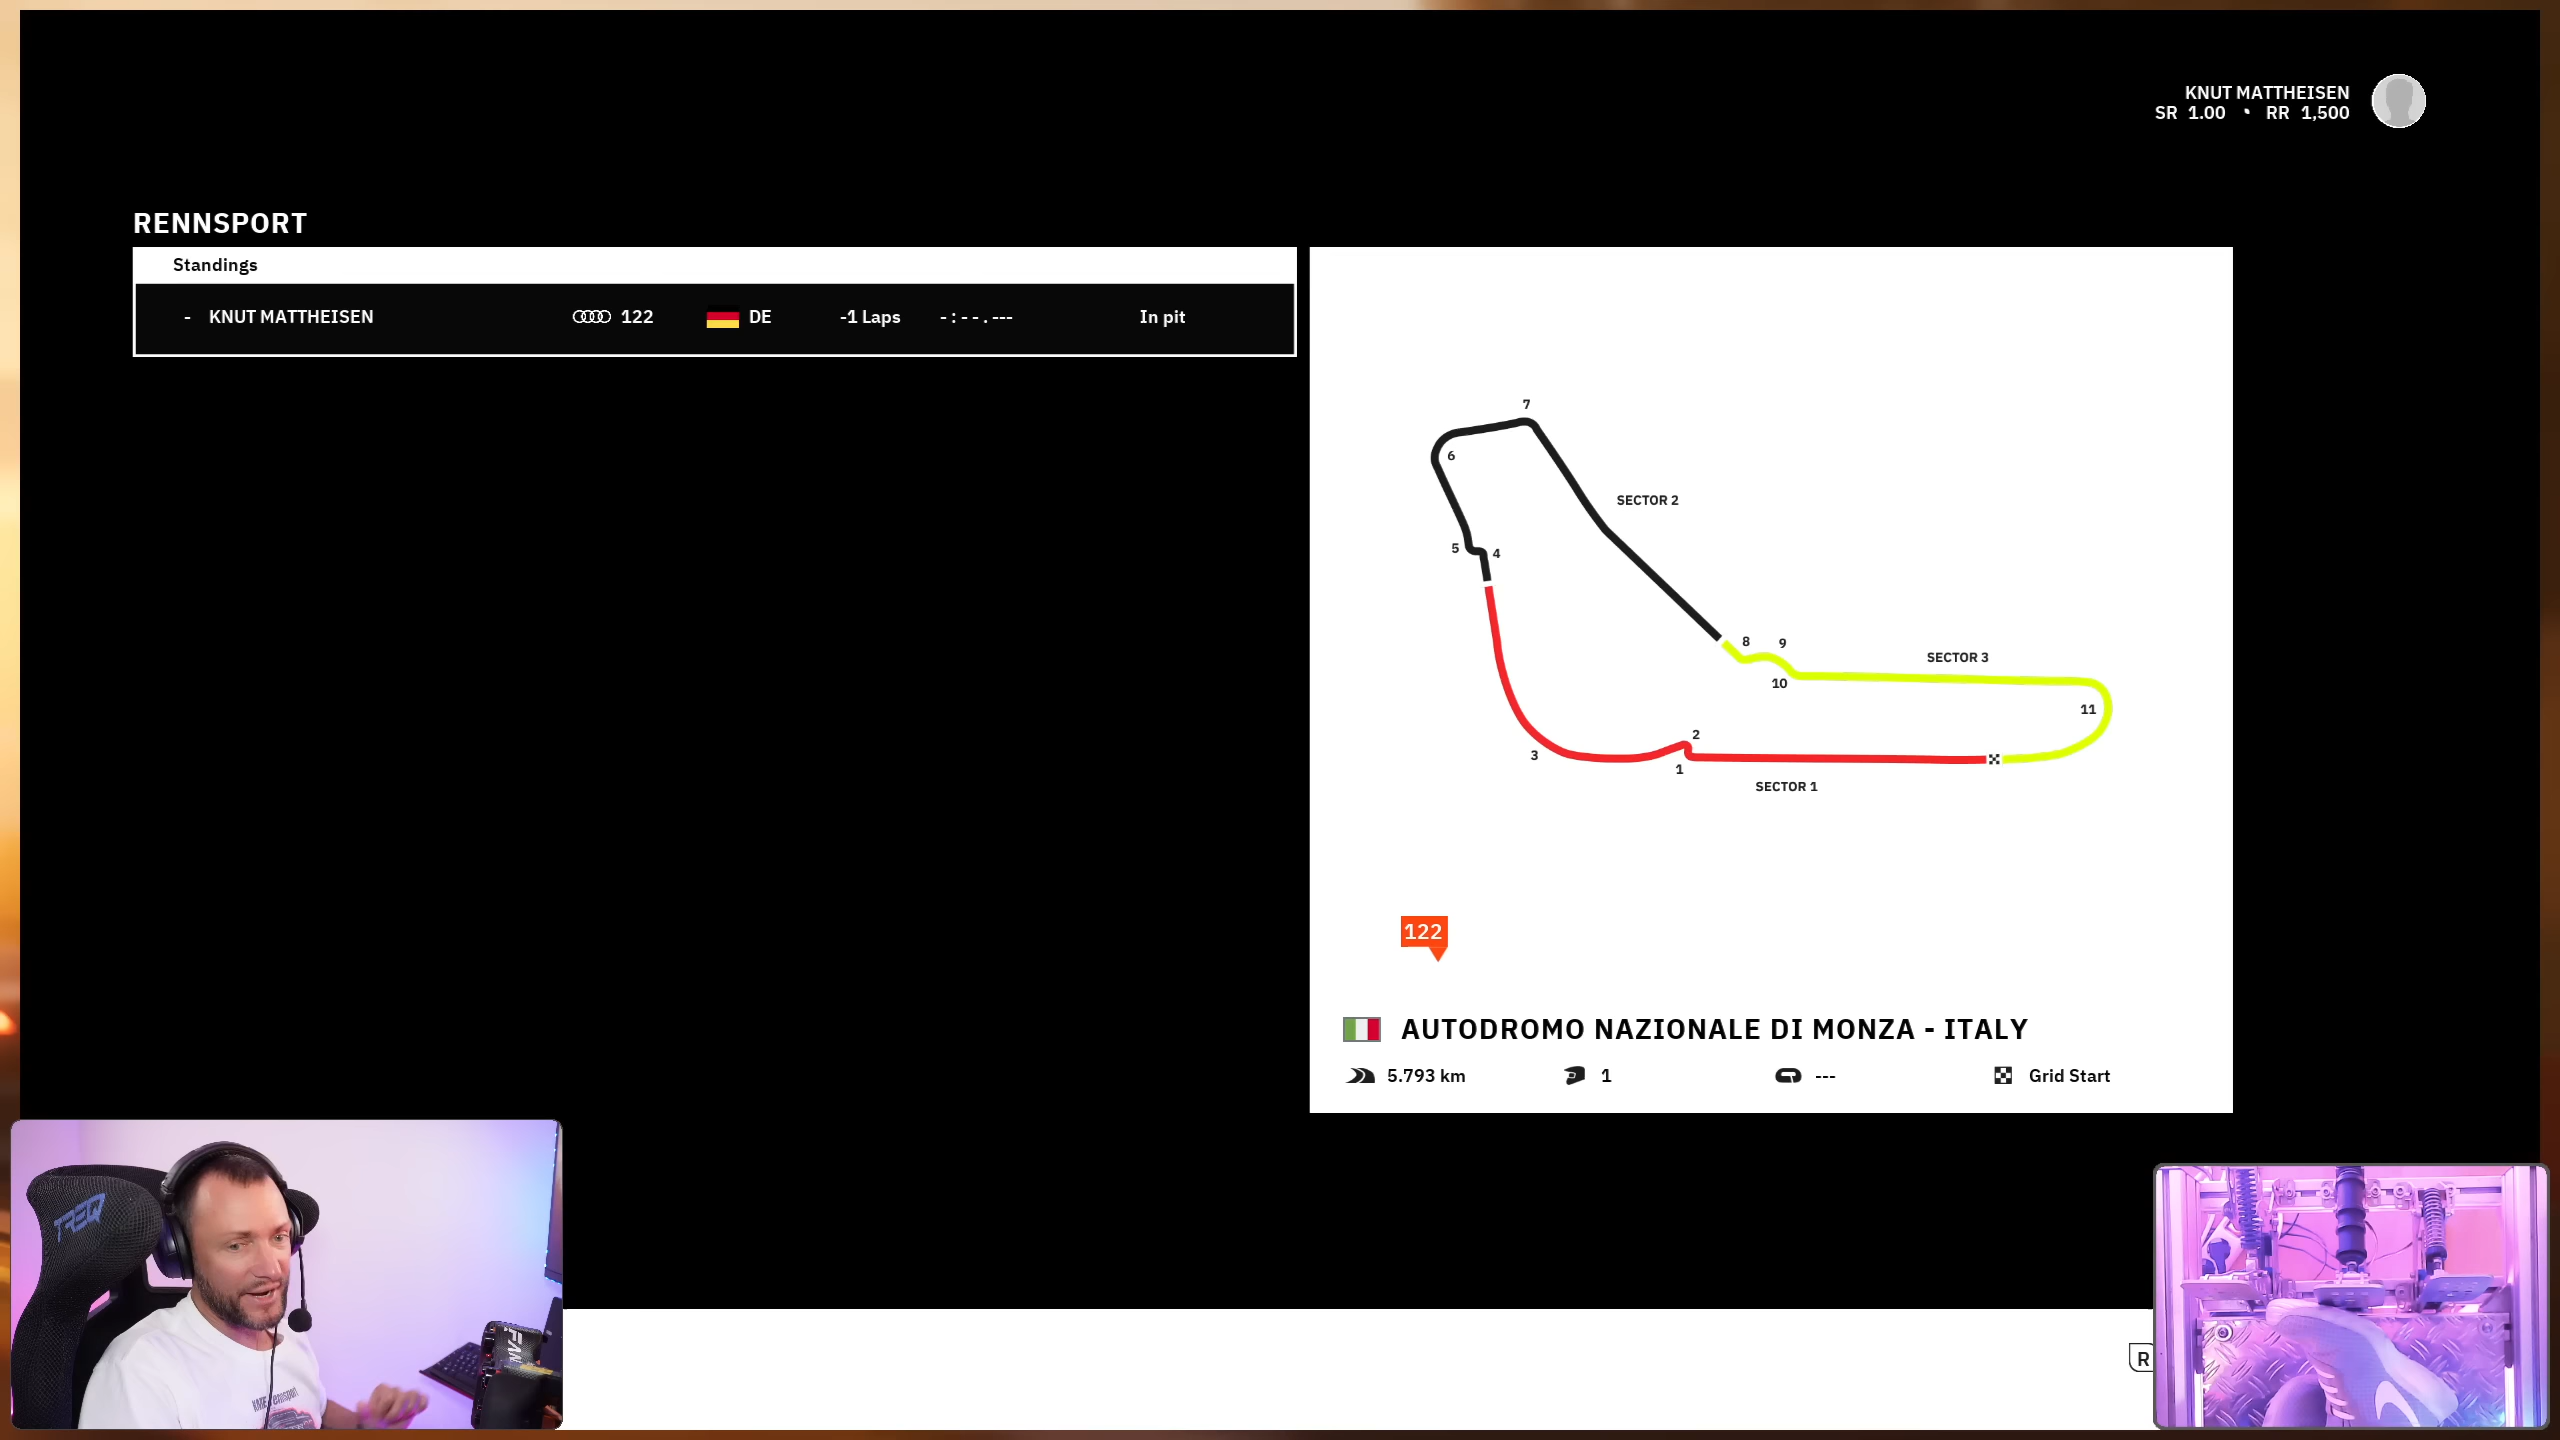 KNUT MATTHEISEN
SR 1.00 • RR 1,500
RENNSPORT
Standings
- KNUT MATTHEISEN 122 DE -1 Laps -:--.--- In pit
7
6
SECTOR 2
5 4
8 9
SECTOR 3
10
11
2
3
1
SECTOR 1
122
AUTODROMO NAZIONALE DI MONZA - ITALY
5.793 km 1 --- Grid Start
TREQ
FAN
R